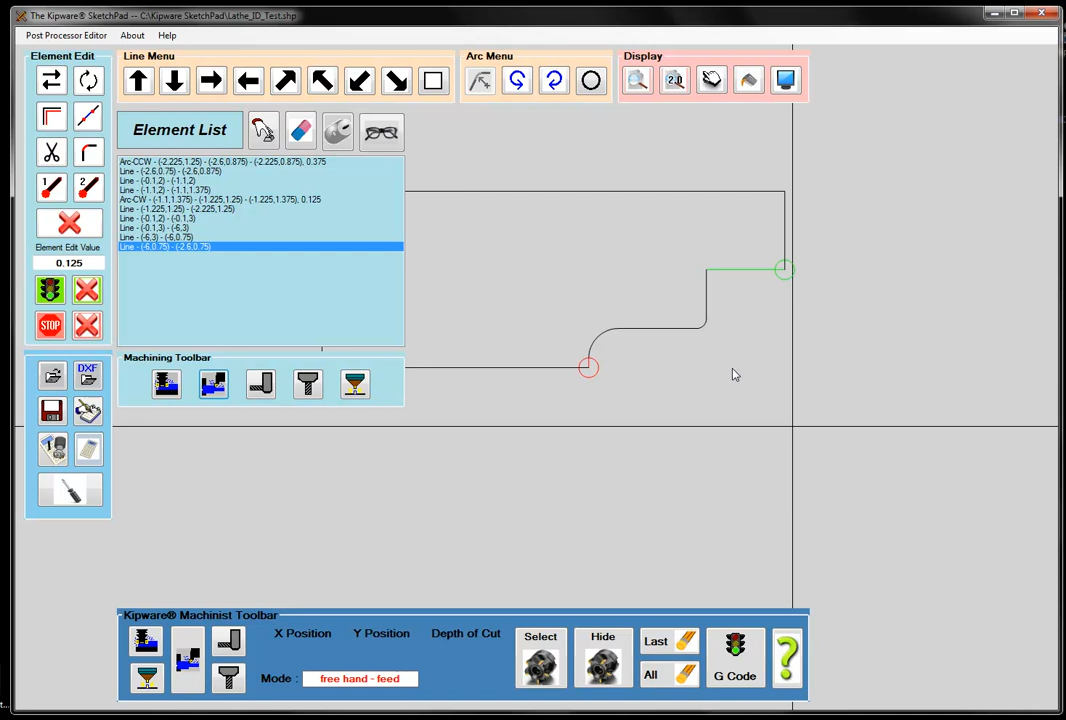 The Kipware® SketchPad -- C:\Kipware SketchPad\Lathe_ID_Test.shp
Post Processor Editor About Help
Element Edit
Line Menu
Arc Menu
Display
2.0
Element List
Arc-CCW - (-2.225,1.25) - (-2.6,0.875) - (-2.225,0.875), 0.375
Line - (-2.6,0.75) - (-2.6,0.875)
Line - (-0.1,2) - (-1.1,2)
Line - (-1.1,2) - (-1.1,1.375)
Arc-CW - (-1.1,1.375) - (-1.225,1.25) - (-1.225,1.375), 0.125
Line - (-1.225,1.25) - (-2.225,1.25)
Line - (-0.1,2) - (-0.1,3)
Line - (-0.1,3) - (-6,3)
Line - (-6,3) - (-6,0.75)
Line - (-6,0.75) - (-2.6,0.75)
1 2
Element Edit Value
0.125
STOP
DXF
Machining Toolbar
Kipware® Machinist Toolbar
X Position Y Position Depth of Cut
Mode : free hand - feed
Select
Hide
Last
All
G Code
?